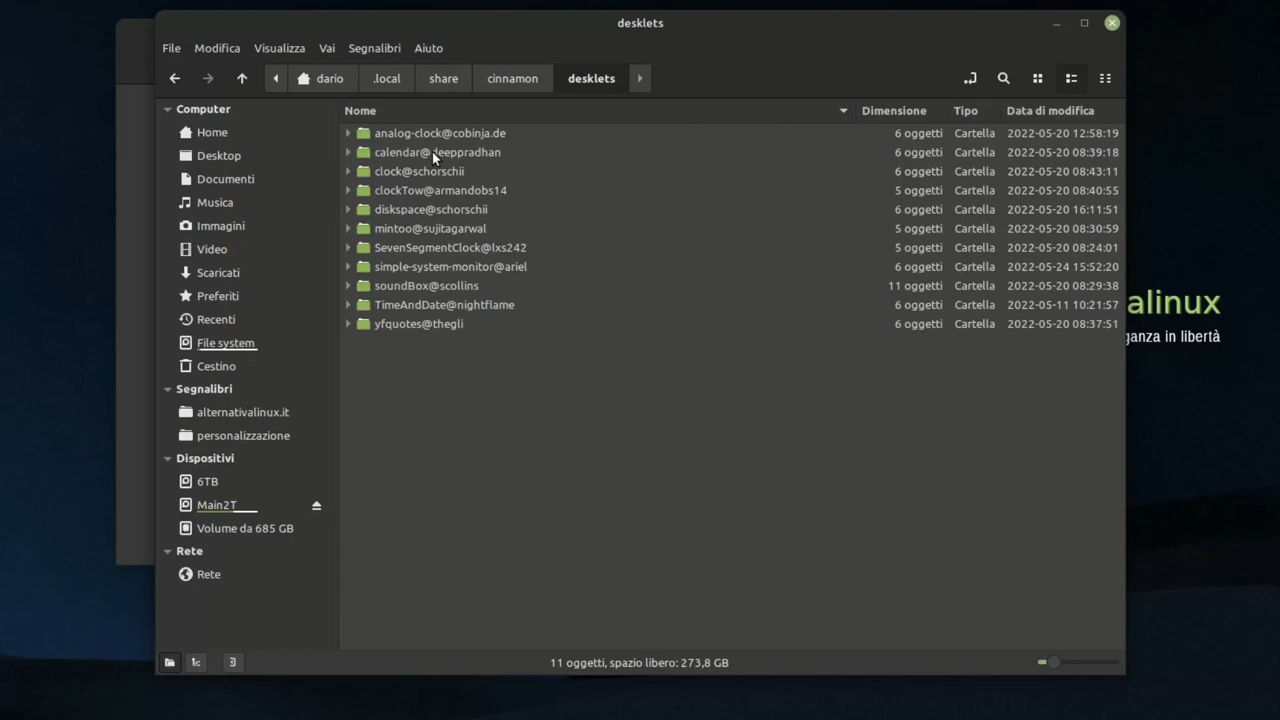 desklets
File Modifica Visualizza Vai Segnalibri Aiuto
dario .local share cinnamon desklets
Computer
Home
Desktop
Documenti
Musica
Immagini
Video
Scaricati
Preferiti
Recenti
File system
Cestino
Segnalibri
alternativalinux.it
personalizzazione
Dispositivi
6TB
Main2T
Volume da 685 GB
Rete
Rete
Nome Dimensione Tipo Data di modifica
analog-clock@cobinja.de 6 oggetti Cartella 2022-05-20 12:58:19
calendar@deeppradhan 6 oggetti Cartella 2022-05-20 08:39:18
clock@schorschii 6 oggetti Cartella 2022-05-20 08:43:11
clockTow@armandobs14 5 oggetti Cartella 2022-05-20 08:40:55
diskspace@schorschii 6 oggetti Cartella 2022-05-20 16:11:51
mintoo@sujitagarwal 5 oggetti Cartella 2022-05-20 08:30:59
SevenSegmentClock@lxs242 5 oggetti Cartella 2022-05-20 08:24:01
simple-system-monitor@ariel 6 oggetti Cartella 2022-05-24 15:52:20
soundBox@scollins 11 oggetti Cartella 2022-05-20 08:29:38
TimeAndDate@nightflame 6 oggetti Cartella 2022-05-11 10:21:57
yfquotes@thegli 6 oggetti Cartella 2022-05-20 08:37:51
11 oggetti, spazio libero: 273,8 GB
alinux
ganza in libertà